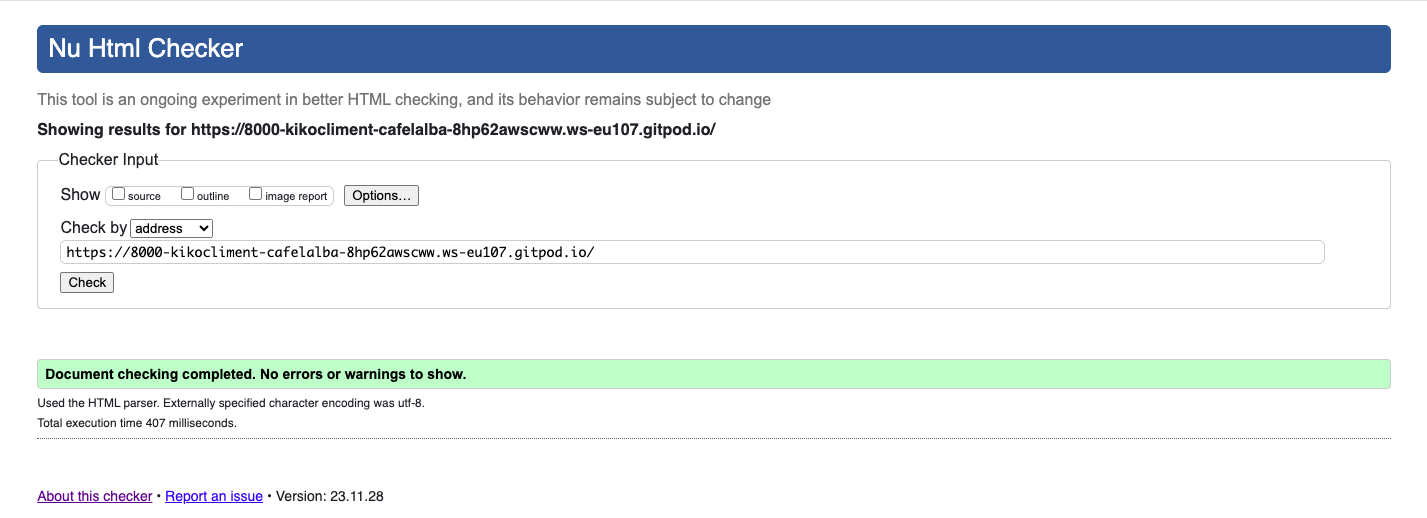 Nu Html Checker
This tool is an ongoing experiment in better HTML checking, and its behavior remains subject to change
Showing results for https://8000-kikocliment-cafelalba-8hp62awscww.ws-eu107.gitpod.io/
Checker Input
Show source outline image report Options...
Check by address
https://8000-kikocliment-cafelalba-8hp62awscww.ws-eu107.gitpod.io/
Check
Document checking completed. No errors or warnings to show.
Used the HTML parser. Externally specified character encoding was utf-8.
Total execution time 407 milliseconds.
About this checker • Report an issue • Version: 23.11.28